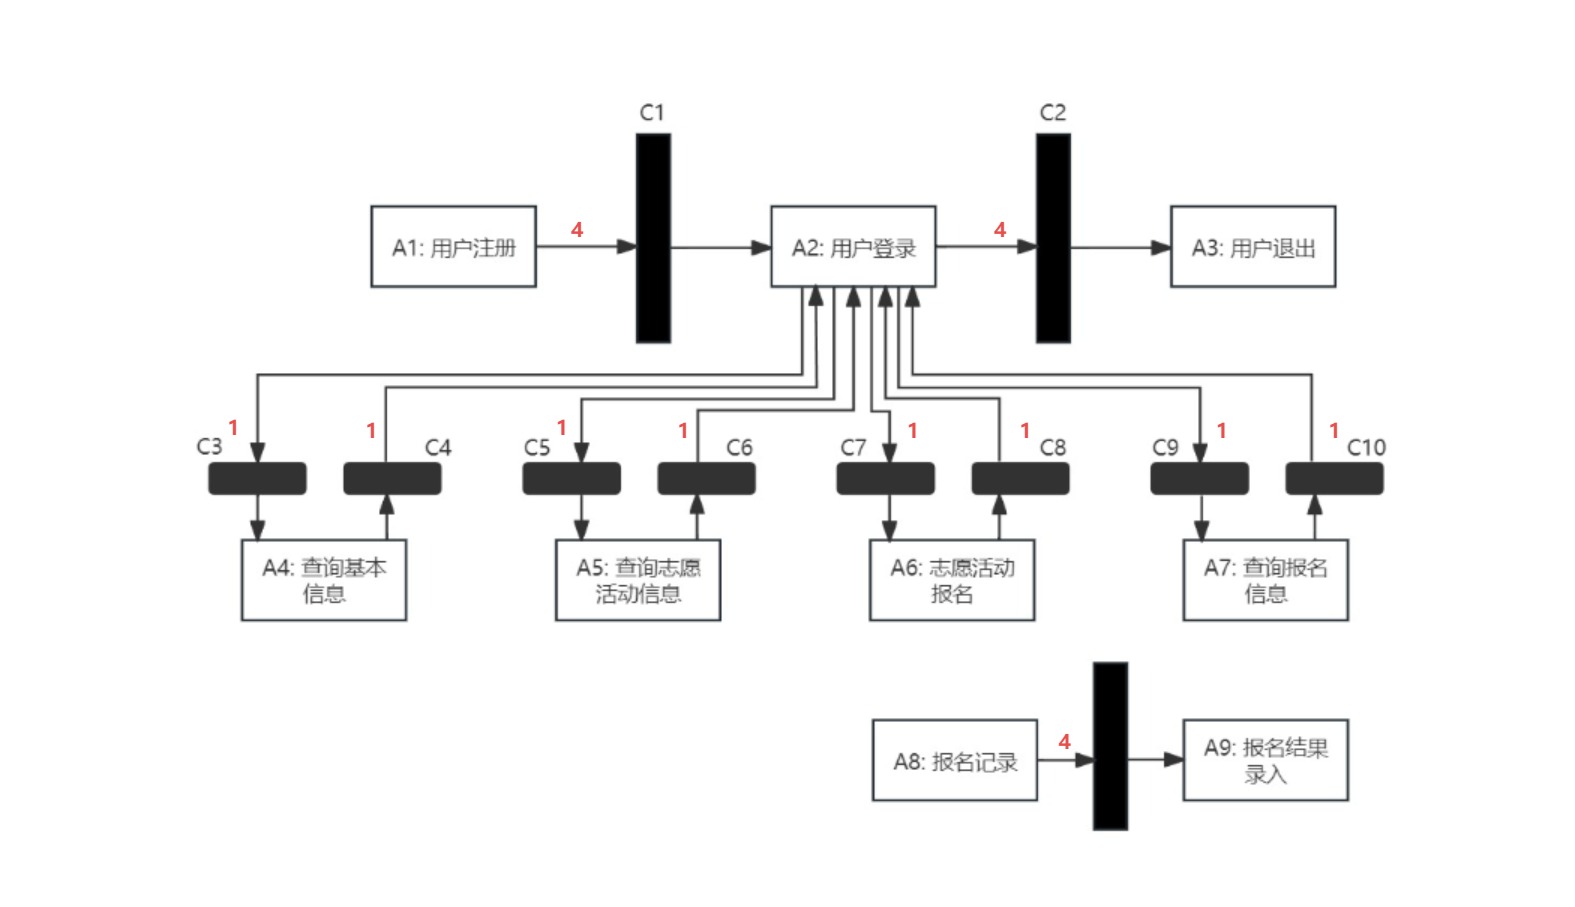 C1
C2
4
4
A1: 用户注册
A2: 用户登录
A3: 用户退出
1
1
1
1
1
1
1
1
C3
C4
C5
C6
C7
C8
C9
C10
A4: 查询基本
信息
A5: 查询志愿
活动信息
A6: 志愿活动
报名
A7: 查询报名
信息
4
A8: 报名记录
A9: 报名结果
录入